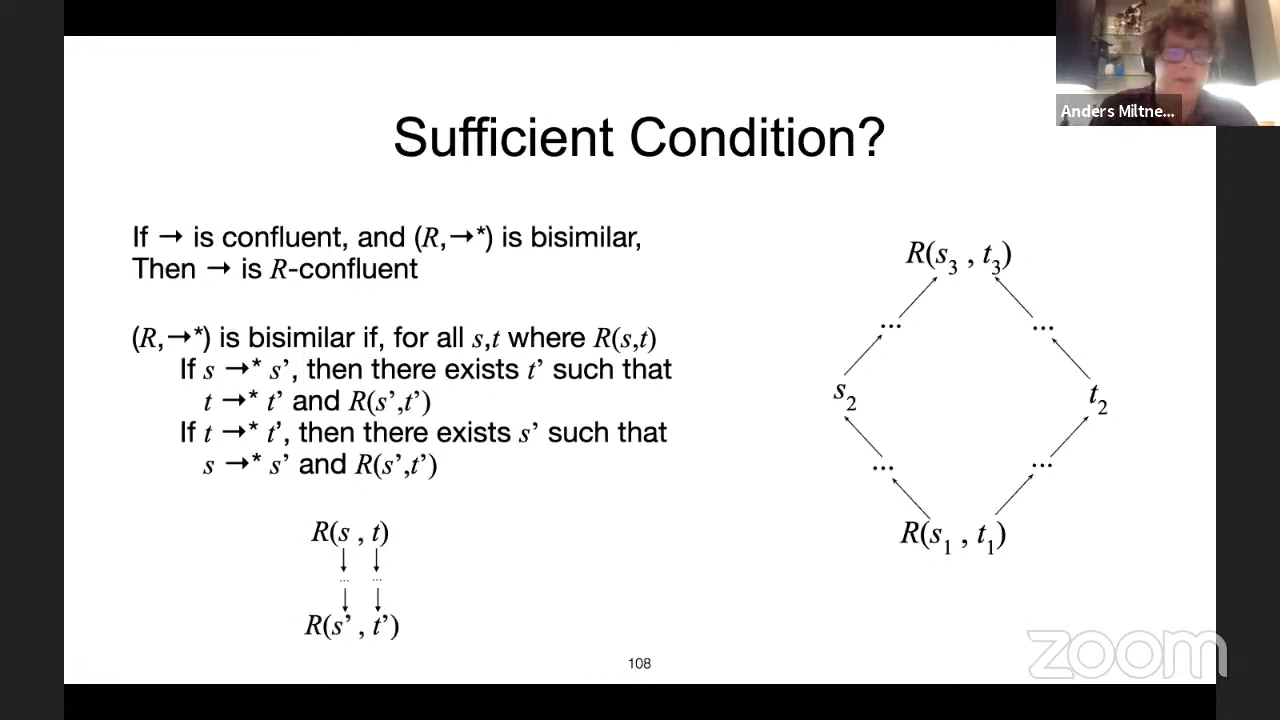 Anders Miltne...
Sufficient Condition?
If → is confluent, and (R,→*) is bisimilar,
Then → is R-confluent
(R,→*) is bisimilar if, for all s,t where R(s,t)
If s →* s’, then there exists t’ such that
t →* t’ and R(s’,t’)
If t →* t’, then there exists s’ such that
s →* s’ and R(s’,t’)
R(s , t)
... ...
R(s’ , t’)
R(s₃ , t₃)
... ...
s₂ t₂
... ...
R(s₁ , t₁)
108
zoom